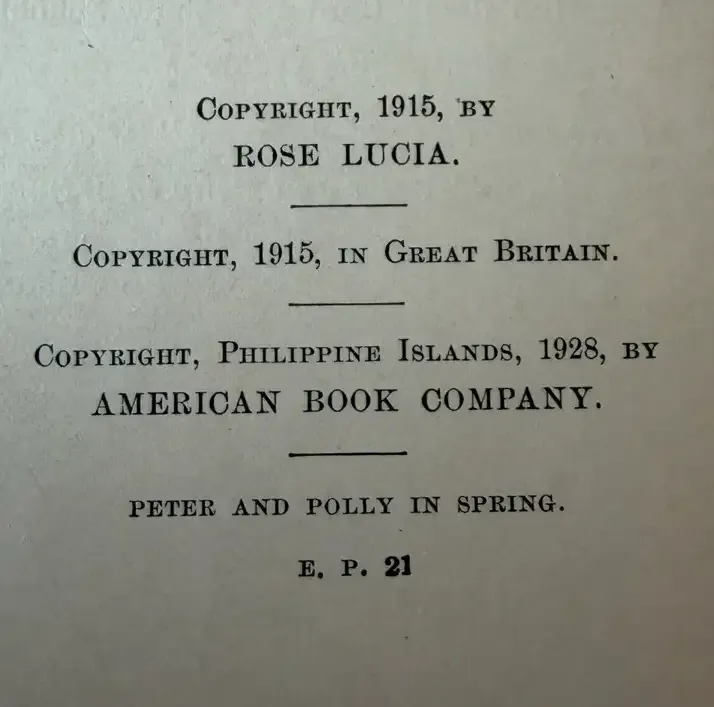 COPYRIGHT, 1915, BY
ROSE LUCIA.
COPYRIGHT, 1915, IN GREAT BRITAIN.
COPYRIGHT, PHILIPPINE ISLANDS, 1928, BY
AMERICAN BOOK COMPANY.
PETER AND POLLY IN SPRING.
E. P. 21